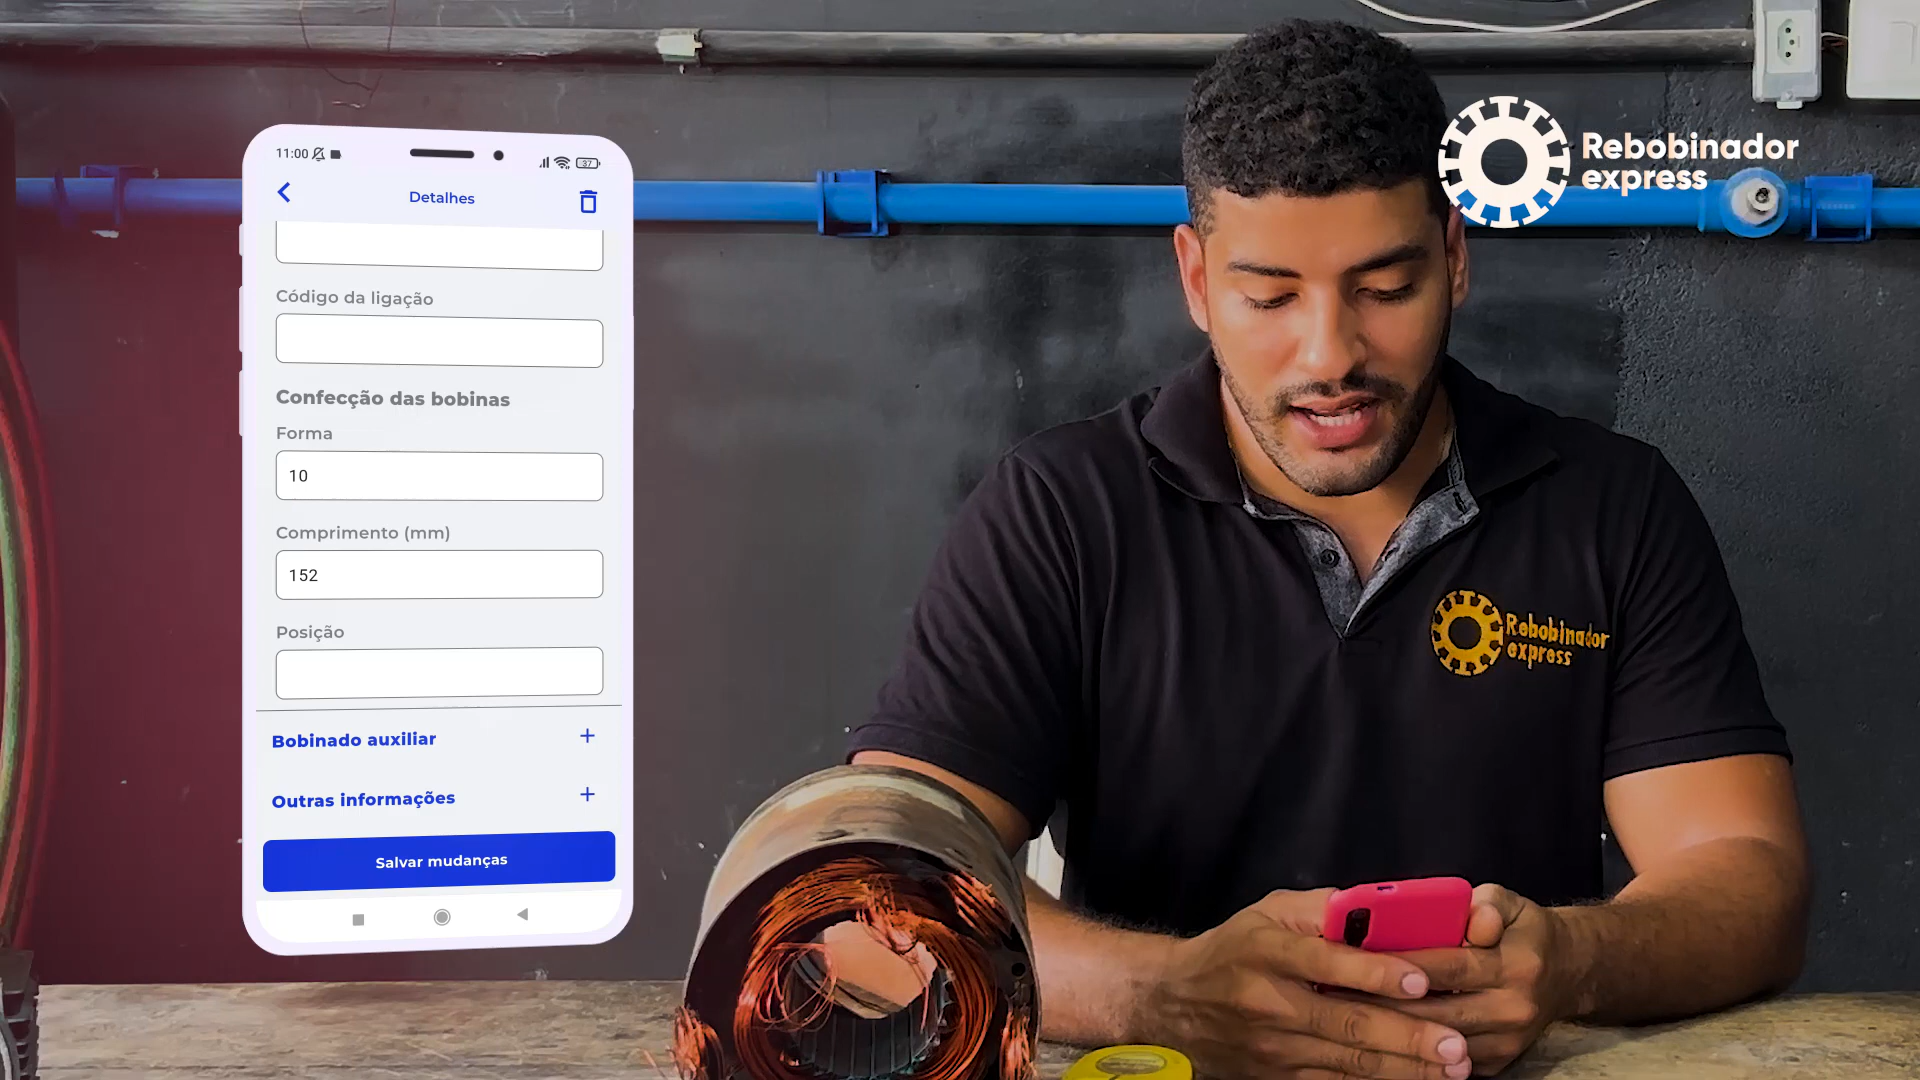 11:00
37
Detalhes
Código da ligação
Confecção das bobinas
Forma
10
Comprimento (mm)
152
Posição
Bobinado auxiliar
Outras informações
Salvar mudanças
Rebobinador
express
Rebobinador
express